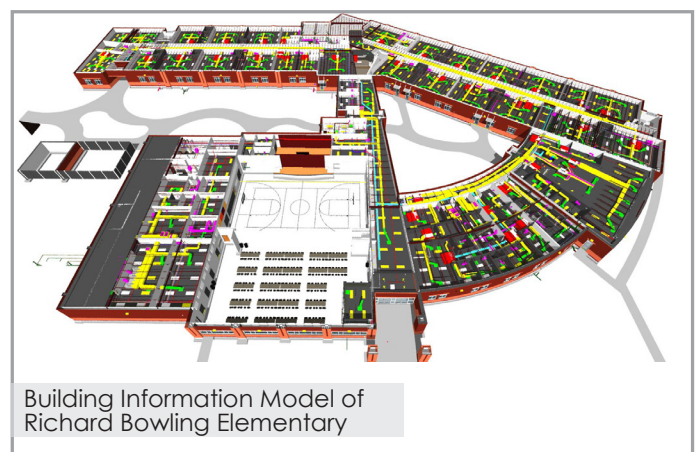 Building Information Model of
Richard Bowling Elementary